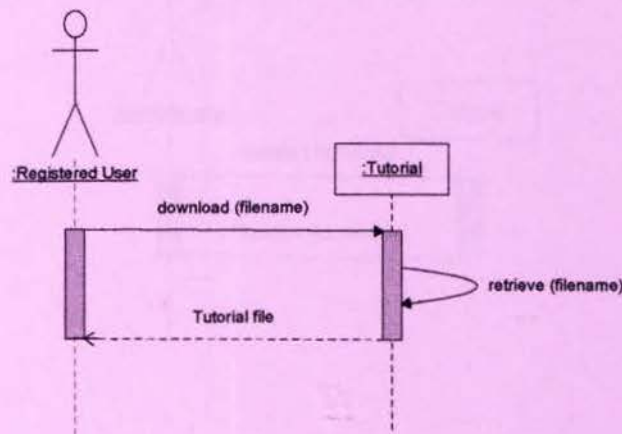 :Registered User
:Tutorial
download (filename)
retrieve (filename)
Tutorial file